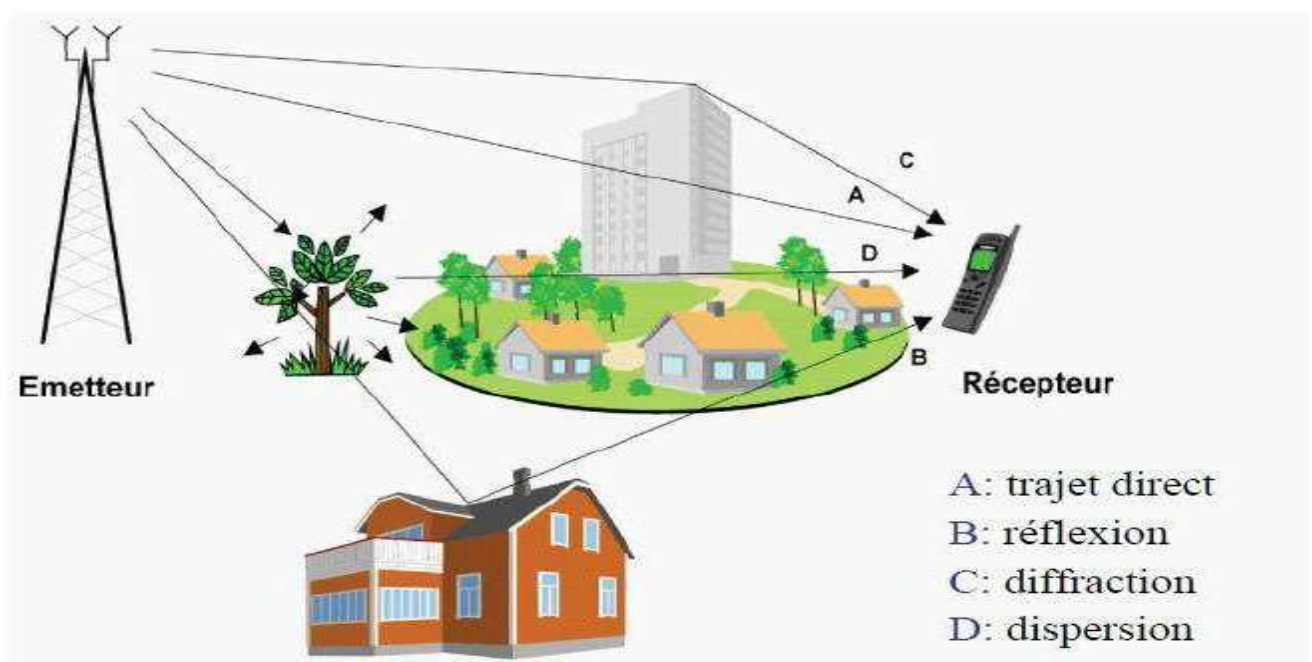 C
A
D
B
Emetteur
Récepteur
A: trajet direct
B: réflexion
C: diffraction
D: dispersion